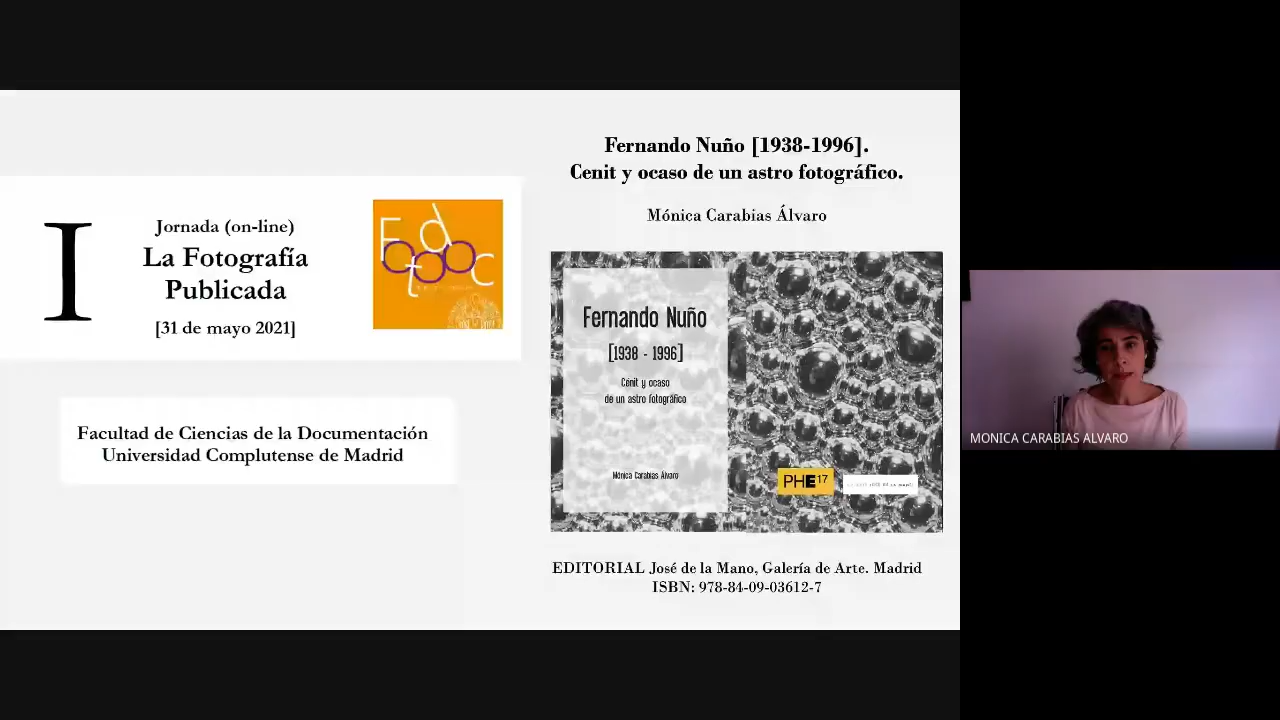 I
Jornada (on-line)
La Fotografía
Publicada
[31 de mayo 2021]
Fotodoc
Facultad de Ciencias de la Documentación
Universidad Complutense de Madrid
Fernando Nuño [1938-1996].
Cenit y ocaso de un astro fotográfico.
Mónica Carabias Álvaro
Fernando Nuño
[1938 - 1996]
Cenit y ocaso
de un astro fotográfico
Mónica Carabias Álvaro
PHE17
EDITORIAL José de la Mano, Galería de Arte. Madrid
ISBN: 978-84-09-03612-7
MONICA CARABIAS ALVARO